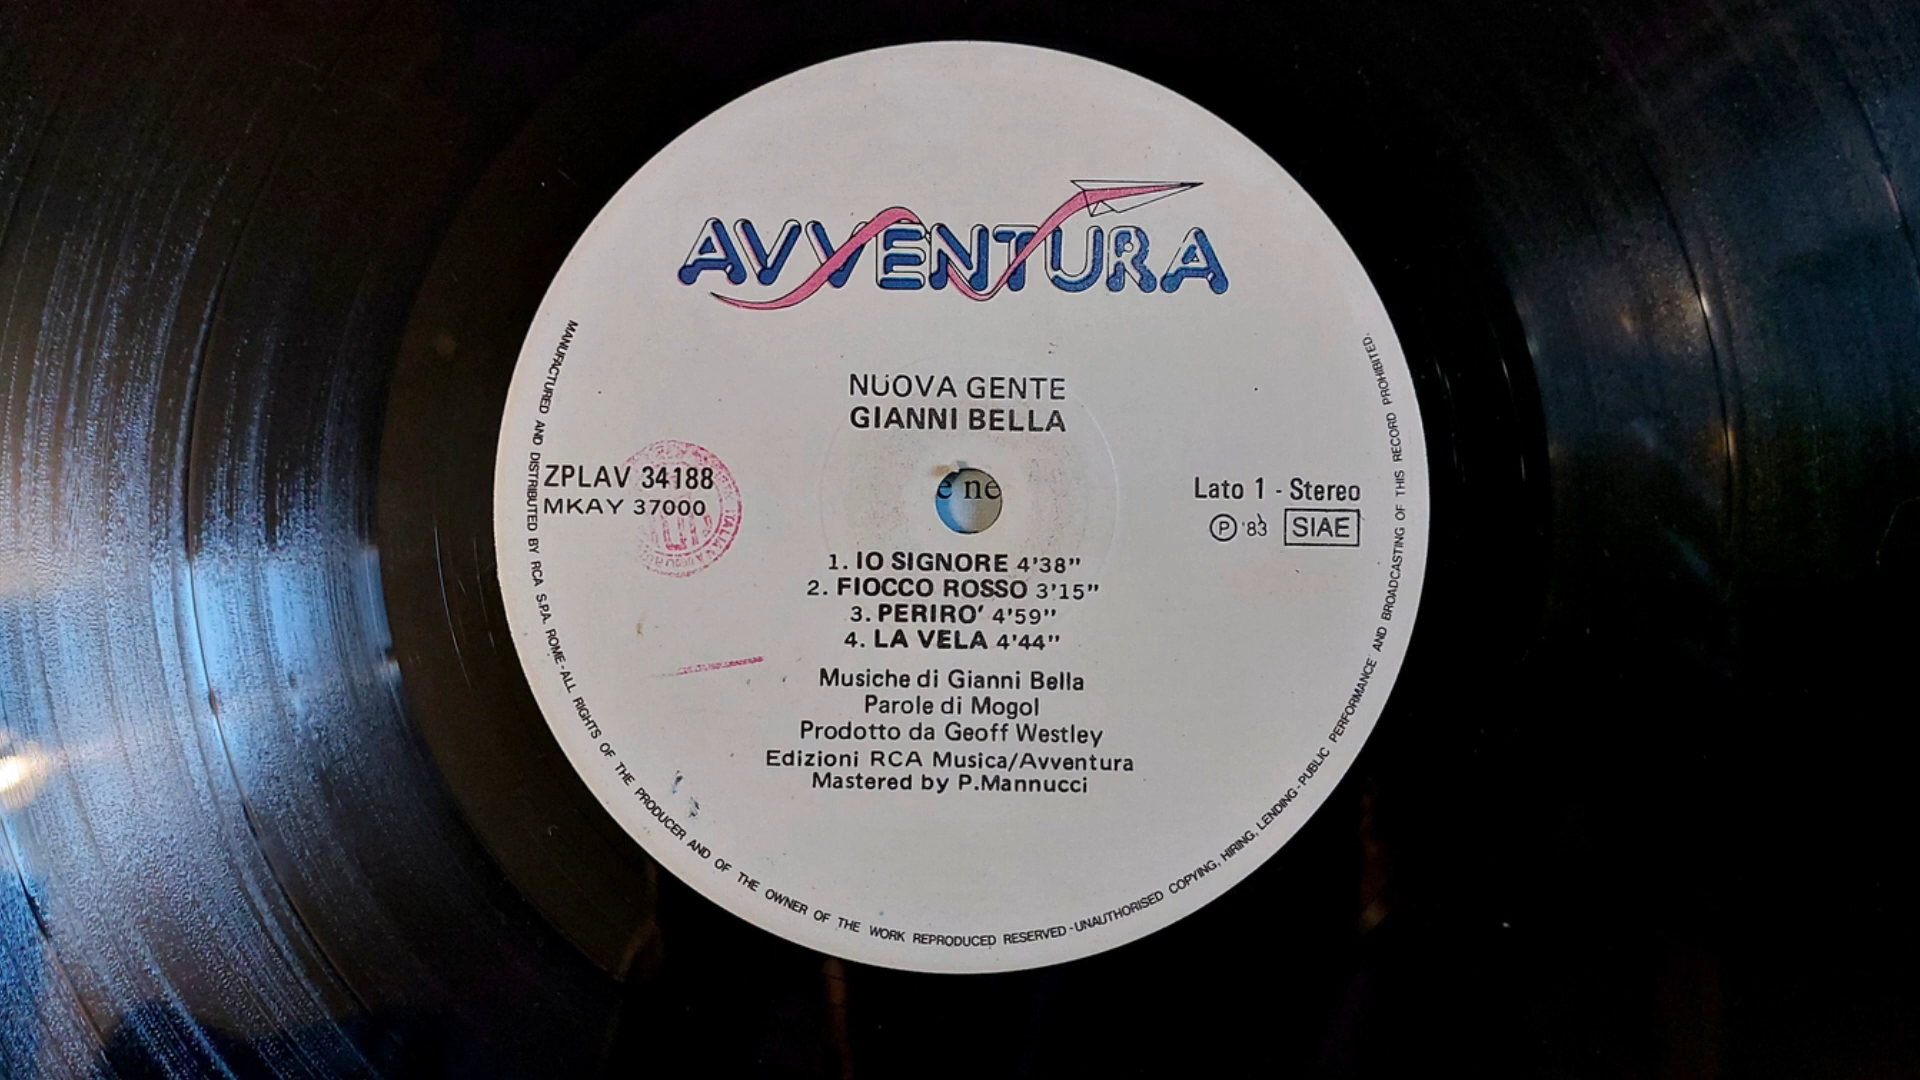 AVVENTURA
NUOVA GENTE
GIANNI BELLA
ZPLAV 34188
MKAY 37000
Lato 1 - Stereo
Ⓟ '83 SIAE
e ne
1. IO SIGNORE 4'38"
2. FIOCCO ROSSO 3'15"
3. PERIRO' 4'59"
4. LA VELA 4'44"
Musiche di Gianni Bella
Parole di Mogol
Prodotto da Geoff Westley
Edizioni RCA Musica/Avventura
Mastered by P.Mannucci
MANUFACTURED AND DISTRIBUTED BY RCA S.P.A. ROME - ALL RIGHTS OF THE PRODUCER AND OF THE OWNER OF THE WORK REPRODUCED RESERVED - UNAUTHORISED COPYING, HIRING, LENDING - PUBLIC PERFORMANCE AND BROADCASTING OF THIS RECORD PROHIBITED.